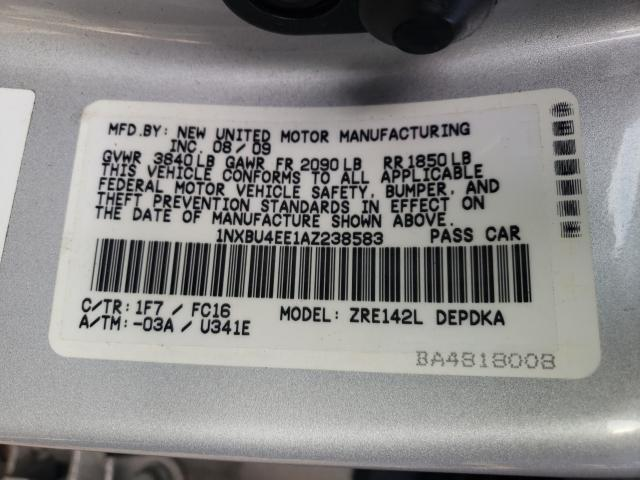 MFD.BY: NEW UNITED MOTOR MANUFACTURING
INC. 08/09
GVWR 3840LB GAWR FR 2090LB RR1850LB
THIS VEHICLE CONFORMS TO ALL APPLICABLE
FEDERAL MOTOR VEHICLE SAFETY, BUMPER, AND
THEFT PREVENTION STANDARDS IN EFFECT ON
THE DATE OF MANUFACTURE SHOWN ABOVE.
1NXBU4EE1AZ238583 PASS CAR
C/TR: 1F7 / FC16 MODEL: ZRE142L DEPDKA
A/TM: -03A / U341E
BA4818008